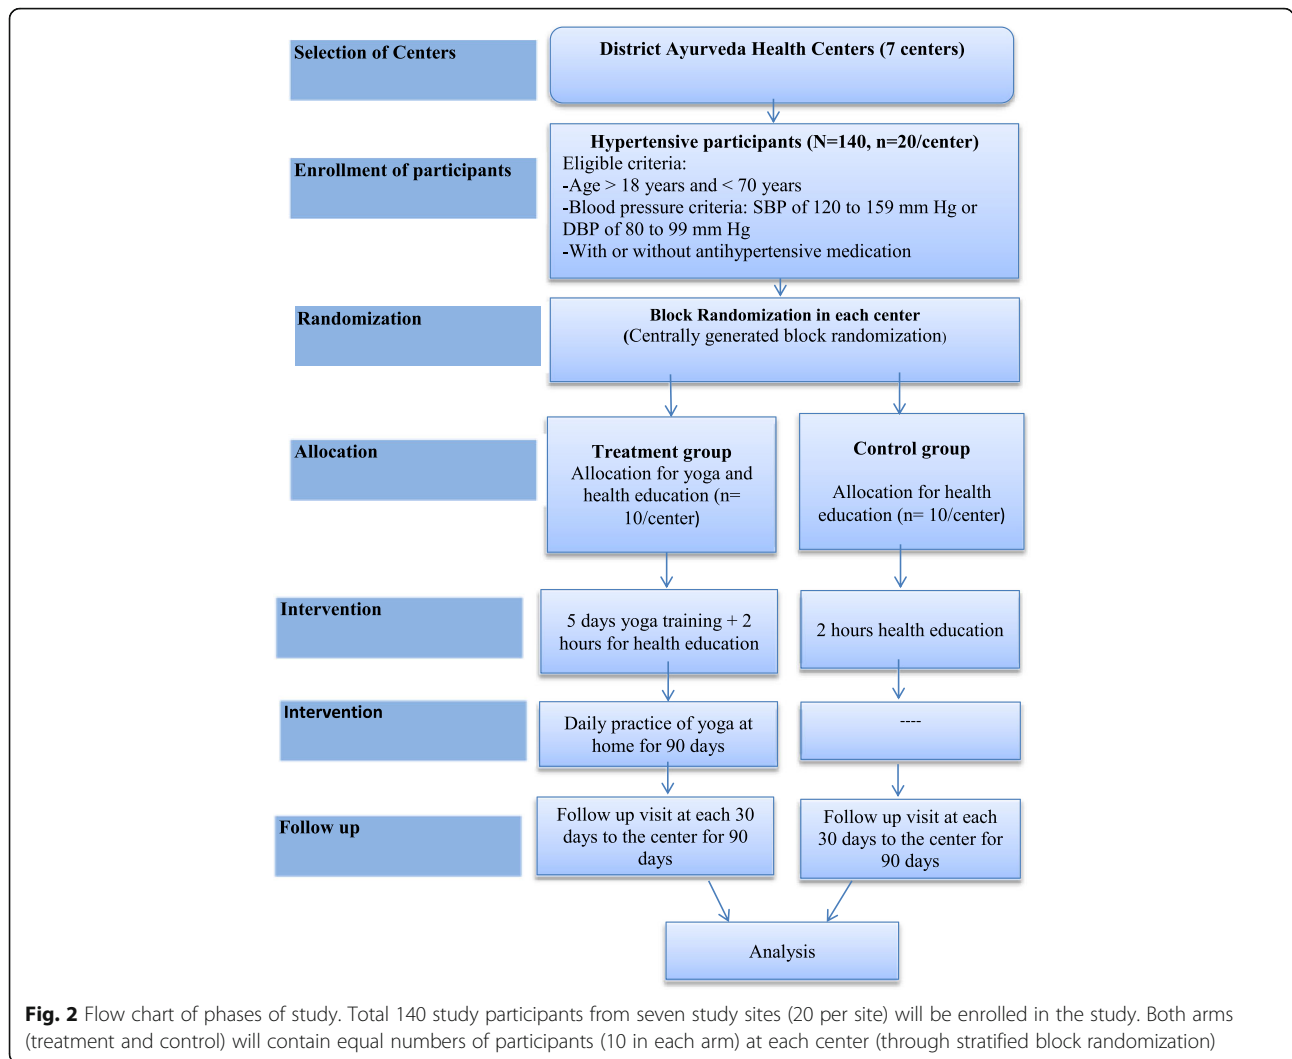 Selection of Centers
District Ayurveda Health Centers (7 centers)
Enrollment of participants
Hypertensive participants (N=140, n=20/center)
Eligible criteria:
-Age > 18 years and < 70 years
-Blood pressure criteria: SBP of 120 to 159 mm Hg or
DBP of 80 to 99 mm Hg
-With or without antihypertensive medication
Randomization
Block Randomization in each center
(Centrally generated block randomization)
Allocation
Treatment group
Allocation for yoga and
health education (n=
10/center)
Control group
Allocation for health
education (n= 10/center)
Intervention
5 days yoga training + 2
hours for health education
2 hours health education
Intervention
Daily practice of yoga at
home for 90 days
----
Follow up
Follow up visit at each 30
days to the center for 90
days
Follow up visit at each
30 days to the center for
90 days
Analysis
Fig. 2 Flow chart of phases of study. Total 140 study participants from seven study sites (20 per site) will be enrolled in the study. Both arms
(treatment and control) will contain equal numbers of participants (10 in each arm) at each center (through stratified block randomization)